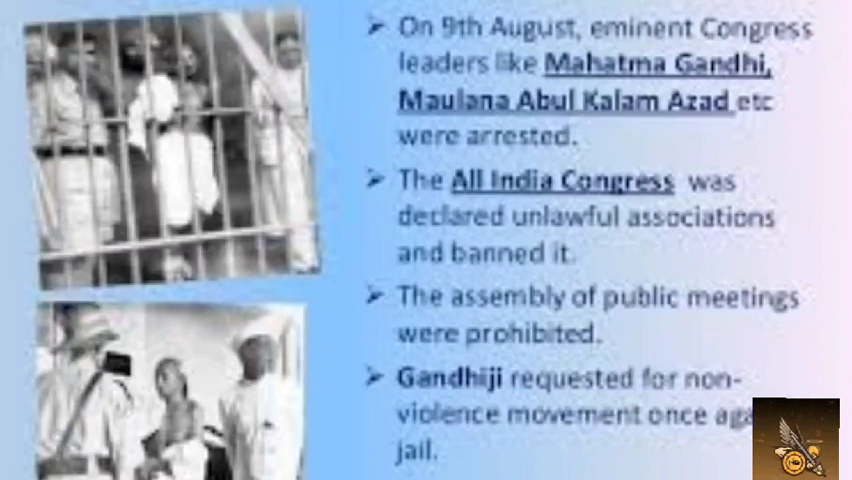 On 9th August, eminent Congress
leaders like Mahatma Gandhi,
Maulana Abul Kalam Azad etc
were arrested.
The All India Congress was
declared unlawful associations
and banned it.
The assembly of public meetings
were prohibited.
Gandhiji requested for non-
violence movement once
jail.